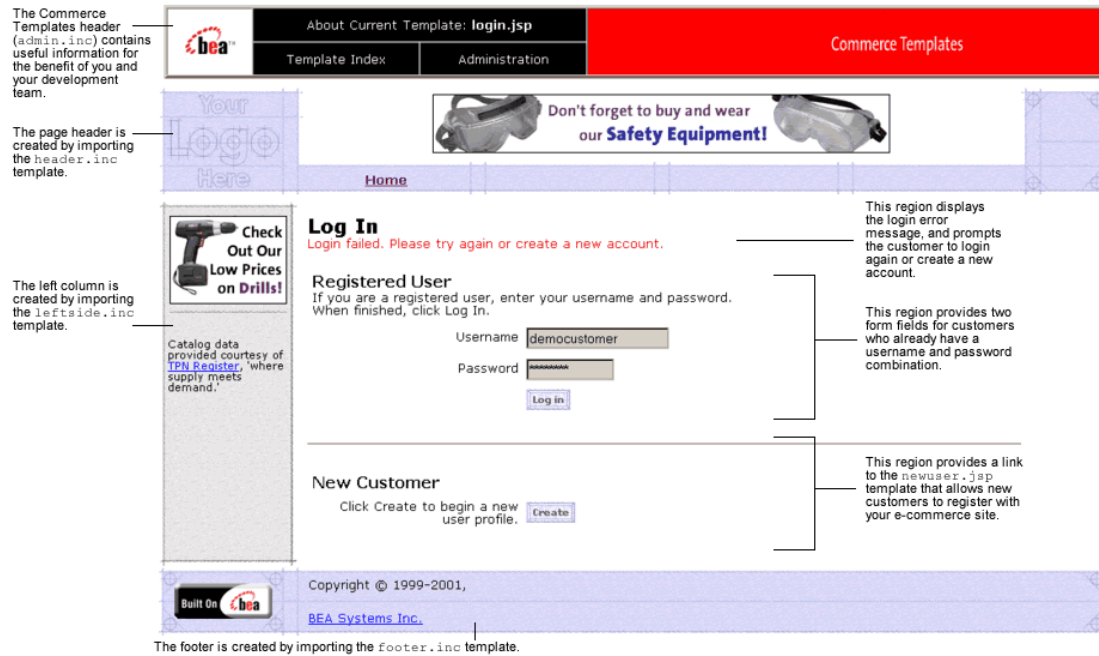 The Commerce
Templates header
(admin.inc) contains
useful information for
the benefit of you and
your development
team.
bea™
About Current Template: login.jsp
Template Index
Administration
Commerce Templates
The page header is
created by importing
the header.inc
template.
Your
Logo
Here
Don't forget to buy and wear
our Safety Equipment!
Home
The left column is
created by importing
the leftside.inc
template.
Check
Out Our
Low Prices
on Drills!
Catalog data
provided courtesy of
TPN Register, 'where
supply meets
demand.'
Log In
Login failed. Please try again or create a new account.
Registered User
If you are a registered user, enter your username and password.
When finished, click Log In.
Username
democustomer
Password
*********
Log in
New Customer
Click Create to begin a new
user profile.
Create
This region displays
the login error
message, and prompts
the customer to login
again or create a new
account.
This region provides two
form fields for customers
who already have a
username and password
combination.
This region provides a link
to the newuser.jsp
template that allows new
customers to register with
your e-commerce site.
Built On bea
Copyright © 1999-2001,
BEA Systems Inc.
The footer is created by importing the footer.inc template.